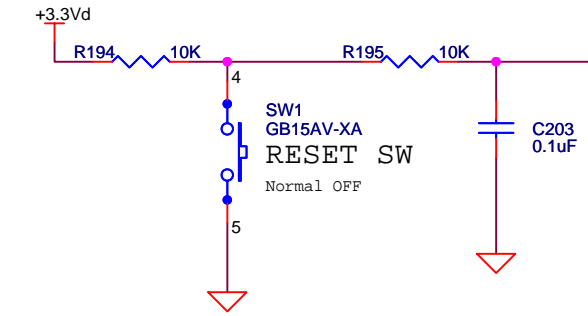 +3.3Vd
R194 10K
R195 10K
4
SW1
GB15AV-XA
RESET SW
Normal OFF
5
C203
0.1uF